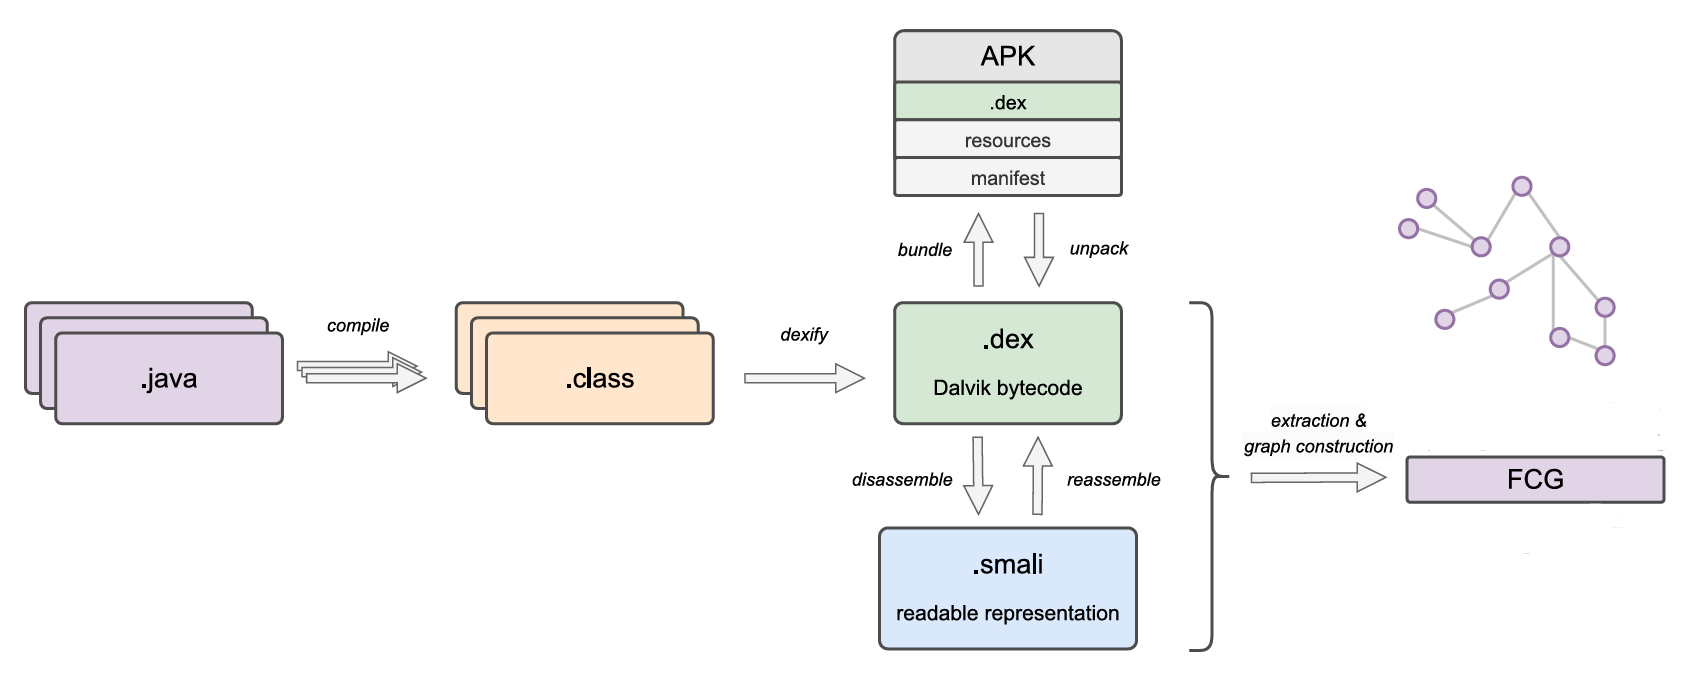 APK
.dex
resources
manifest
bundle
unpack
.java
compile
.class
dexify
.dex
Dalvik bytecode
disassemble
reassemble
.smali
readable representation
extraction &
graph construction
FCG